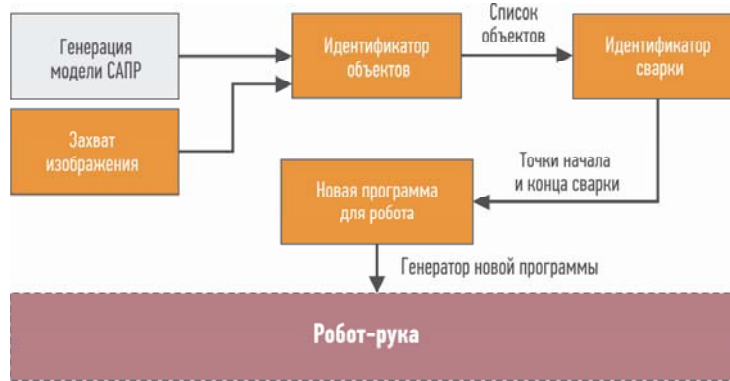 Генерация
модели САПР
Идентификатор
объектов
Список
объектов
Идентификатор
сварки
Захват
изображения
Точки начала
и конца сварки
Новая программа
для робота
Генератор новой программы
Робот-рука